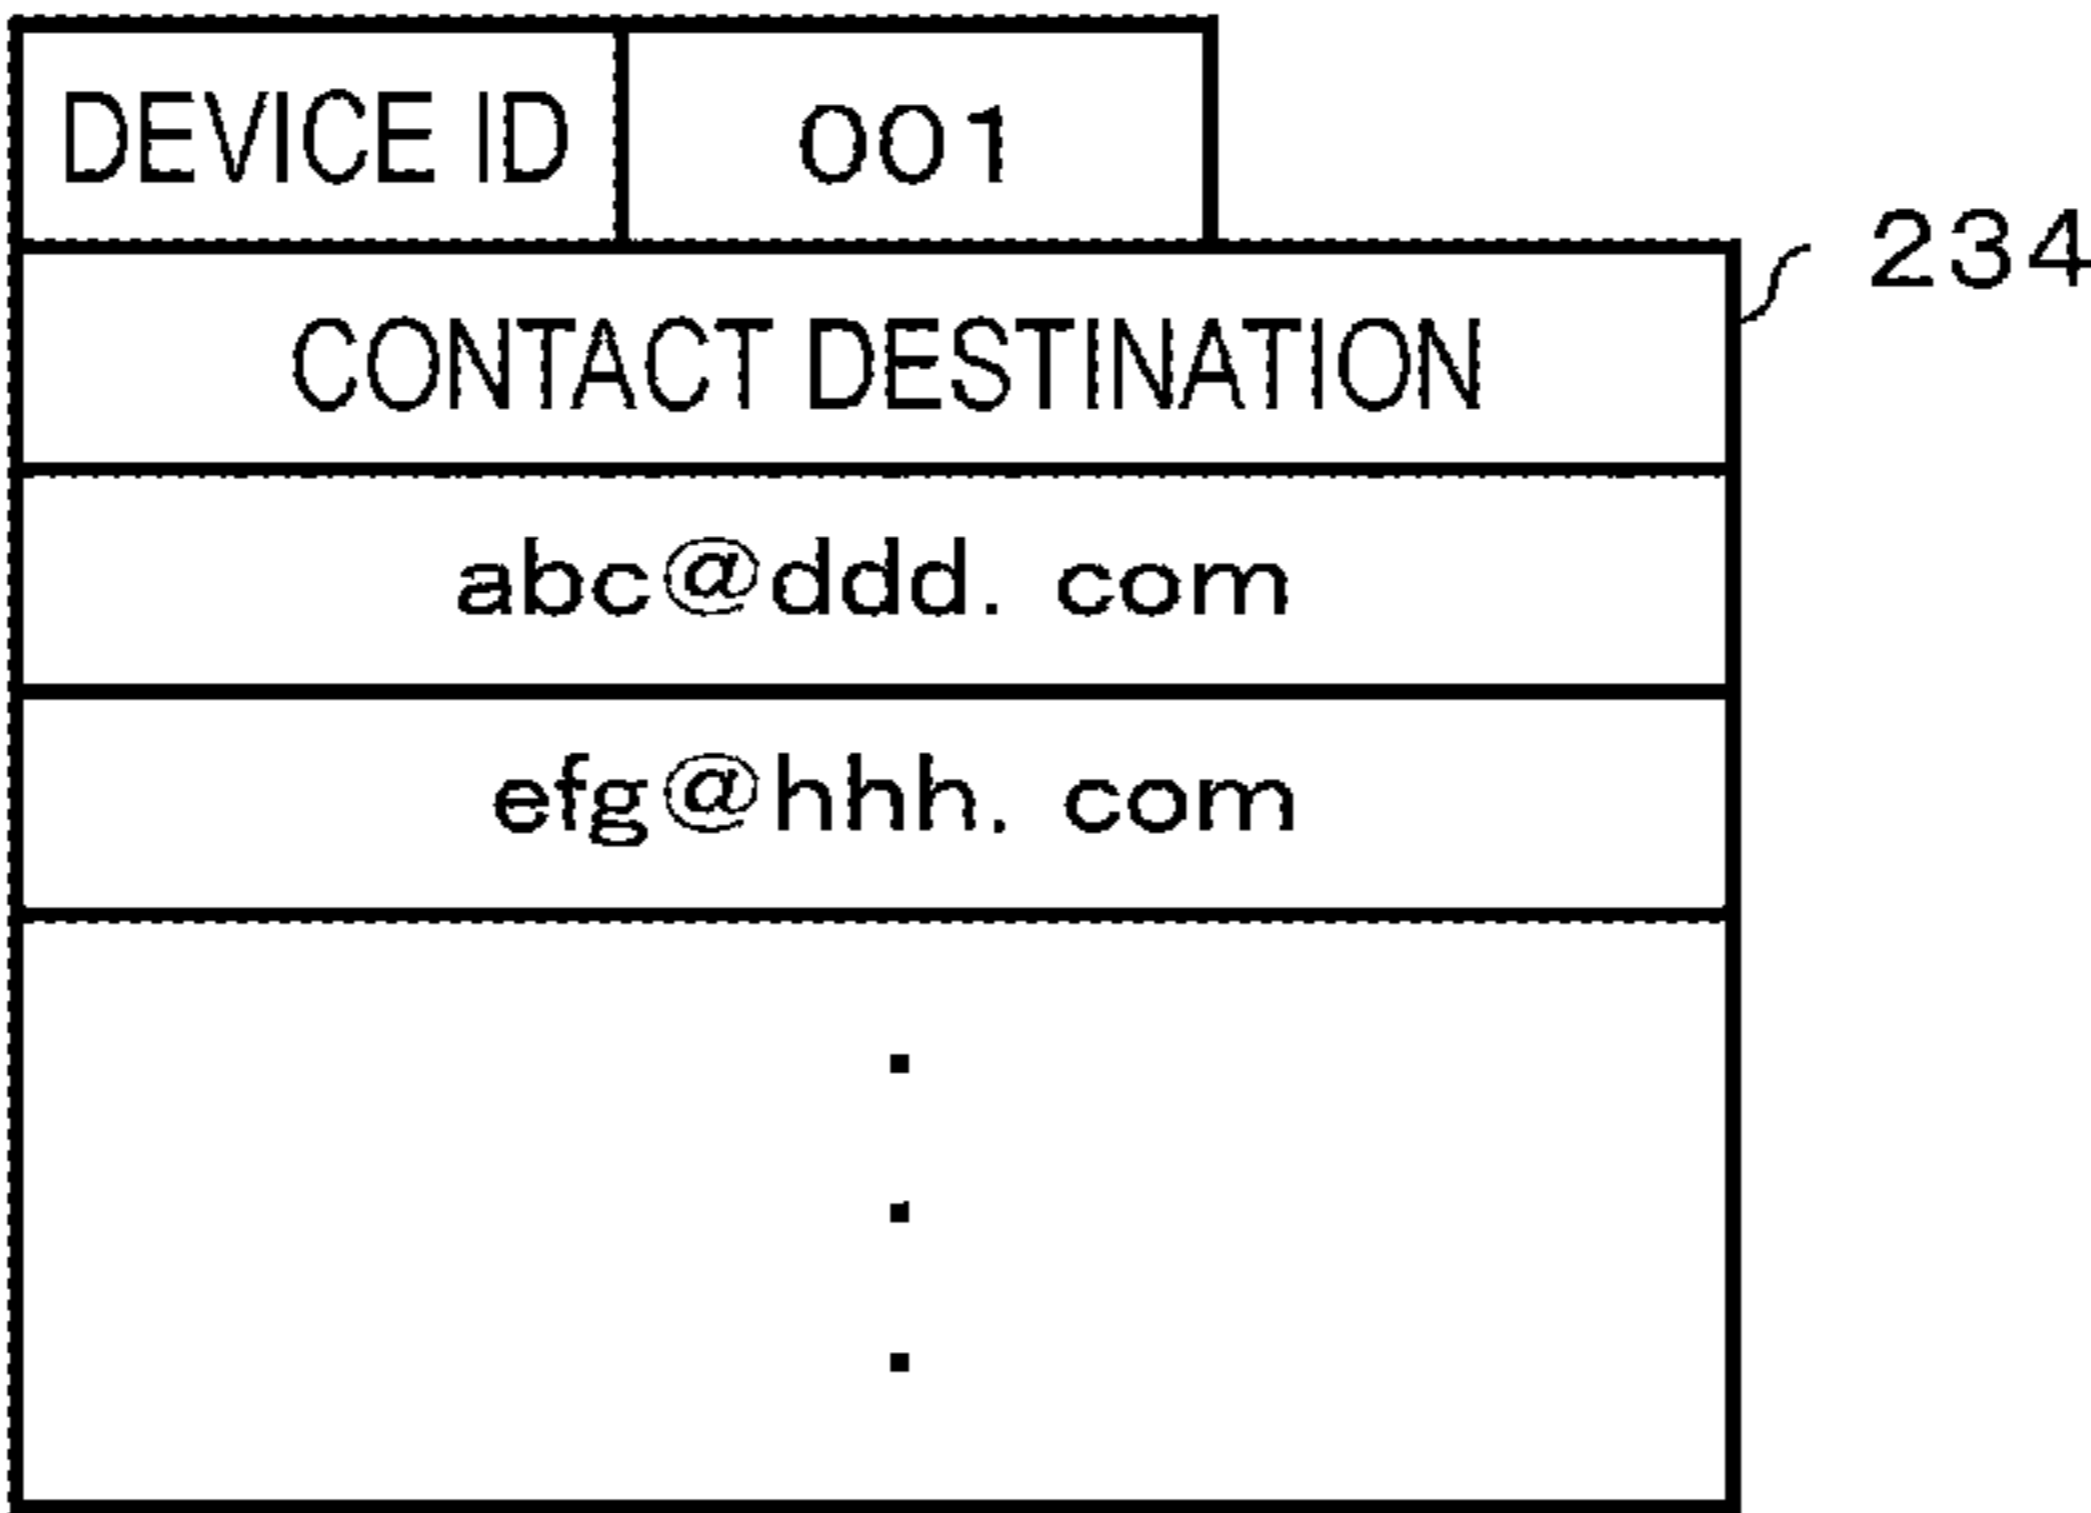 DEVICE ID 001
234
CONTACT DESTINATION
abc@ddd. com
efg@hhh. com